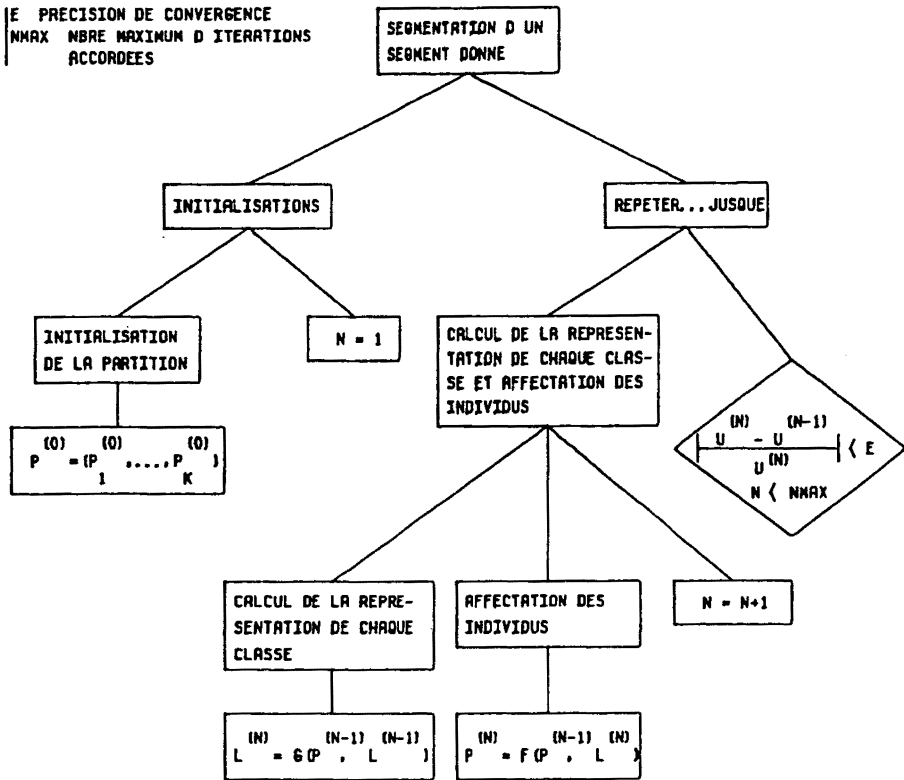 E PRECISION DE CONVERGENCE
NMAX NBRE MAXIMUM D ITERATIONS
ACCORDEES
SEGMENTATION D UN
SEGMENT DONNE
INITIALISATIONS
REPETER...JUSQUE
INITIALISATION
DE LA PARTITION
N = 1
CALCUL DE LA REPRESEN-
TATION DE CHAQUE CLAS-
SE ET AFFECTATION DES
INDIVIDUS
(0) (0) (0)
P = (P ,...,P )
1 K
(N) (N-1)
U - U
(N)
U
< E
N < NMAX
CALCUL DE LA REPRE-
SENTATION DE CHAQUE
CLASSE
AFFECTATION DES
INDIVIDUS
N = N+1
(N) (N-1) (N-1)
L = G(P , L )
(N) (N-1) (N)
P = F(P , L )